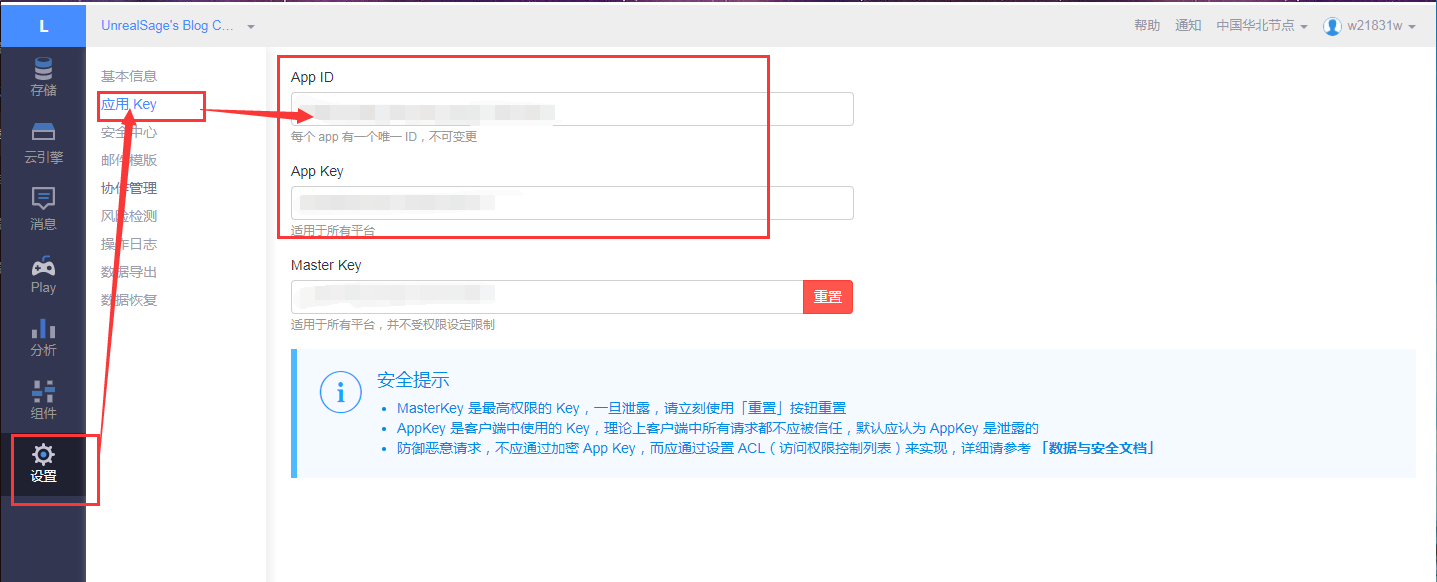 L
UnrealSage's Blog C...
帮助 通知 中国华北节点 w21831w
存储
云引擎
消息
Play
分析
组件
设置
基本信息
应用 Key
安全中心
邮件模版
协作管理
风险检测
操作日志
数据导出
数据恢复
App ID
每个 app 有一个唯一 ID，不可变更
App Key
适用于所有平台
Master Key
重置
适用于所有平台，并不受权限设定限制
安全提示
MasterKey 是最高权限的 Key，一旦泄露，请立刻使用「重置」按钮重置
AppKey 是客户端中使用的 Key，理论上客户端中所有请求都不应被信任，默认应认为 AppKey 是泄露的
防御恶意请求，不应通过加密 App Key，而应通过设置 ACL（访问权限控制列表）来实现，详细请参考「数据与安全文档」